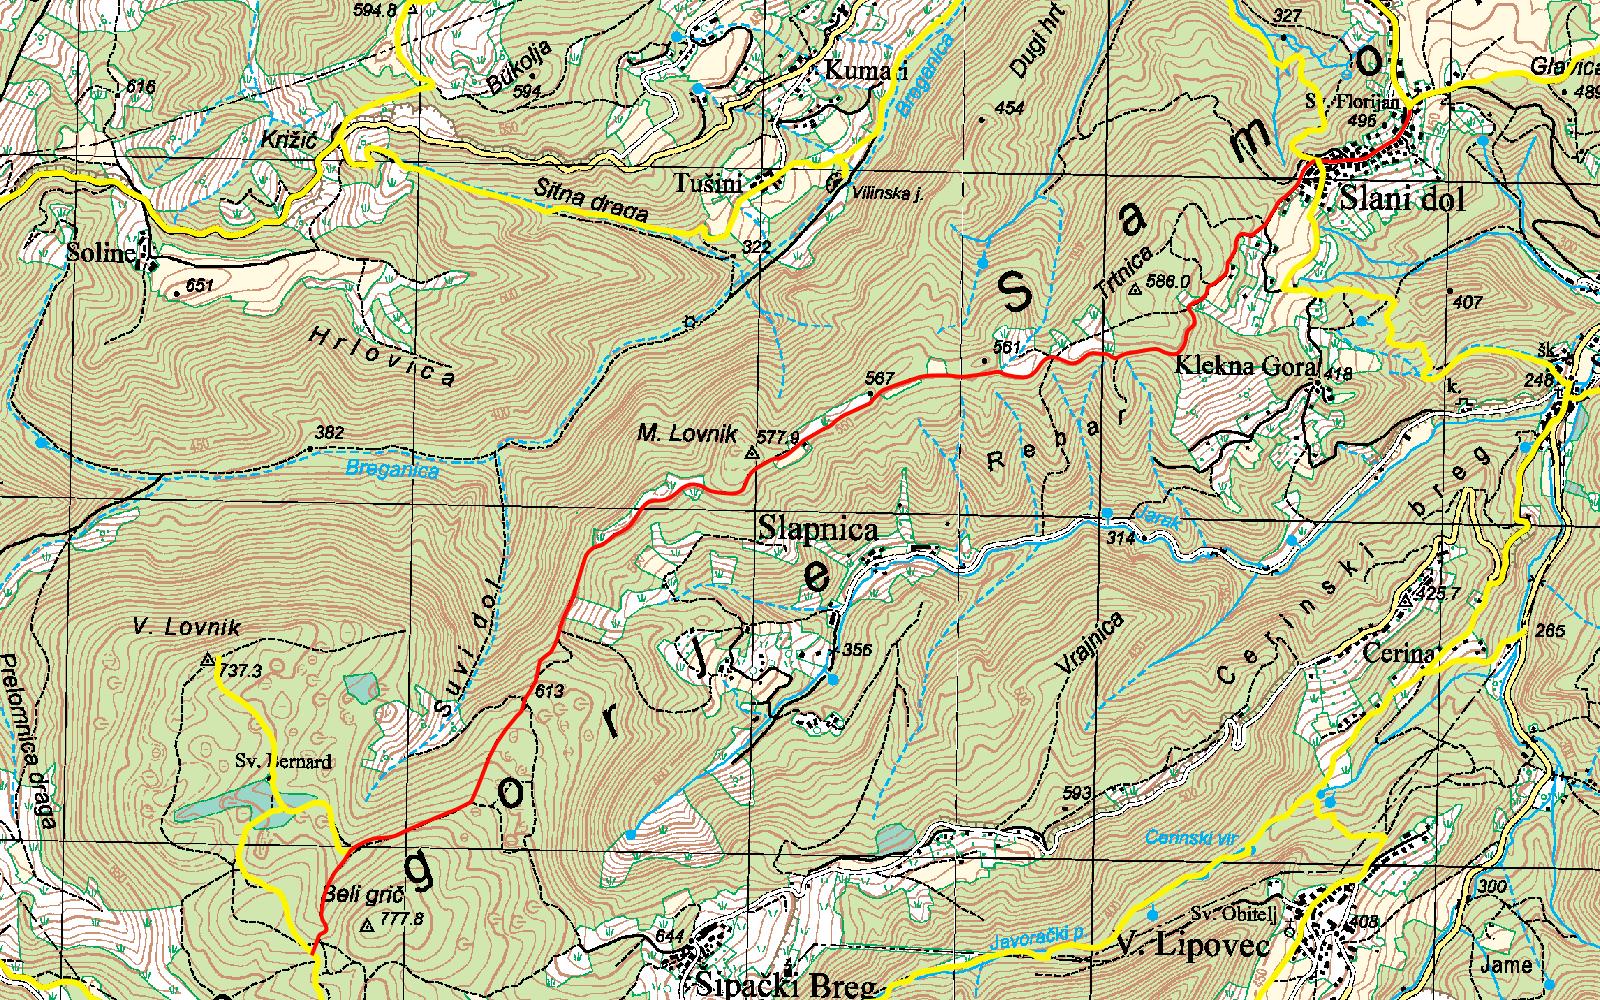 594.8
327
Dugi hrt
o
Bukolja
Kumari
Glavica
616
594
Breganica
454
Sv. Florijan
489
496
Križić
m
Tušini
Vilinska j.
Sitna draga
Slani dol
a
322
Soline
651
S
Trtnica
586.0
407
Hrlovica
561
Klekna Gora
418
šk.
567
248
k.
M. Lovnik
577.9
382
Rebar
Breganica
breg
Jarak
Slapnica
314
e
Cerinski
425.7
Suvi dol
V. Lovnik
j
356
Vrajnica
265
Cerina
737.3
613
Prelomnica draga
r
Sv. Bernard
o
593
Cerinski vir
g
Beli grič
777.8
300
Sv. Obitelj
408
644
Javorački p.
V. Lipovec
Jame
Sipački Breg